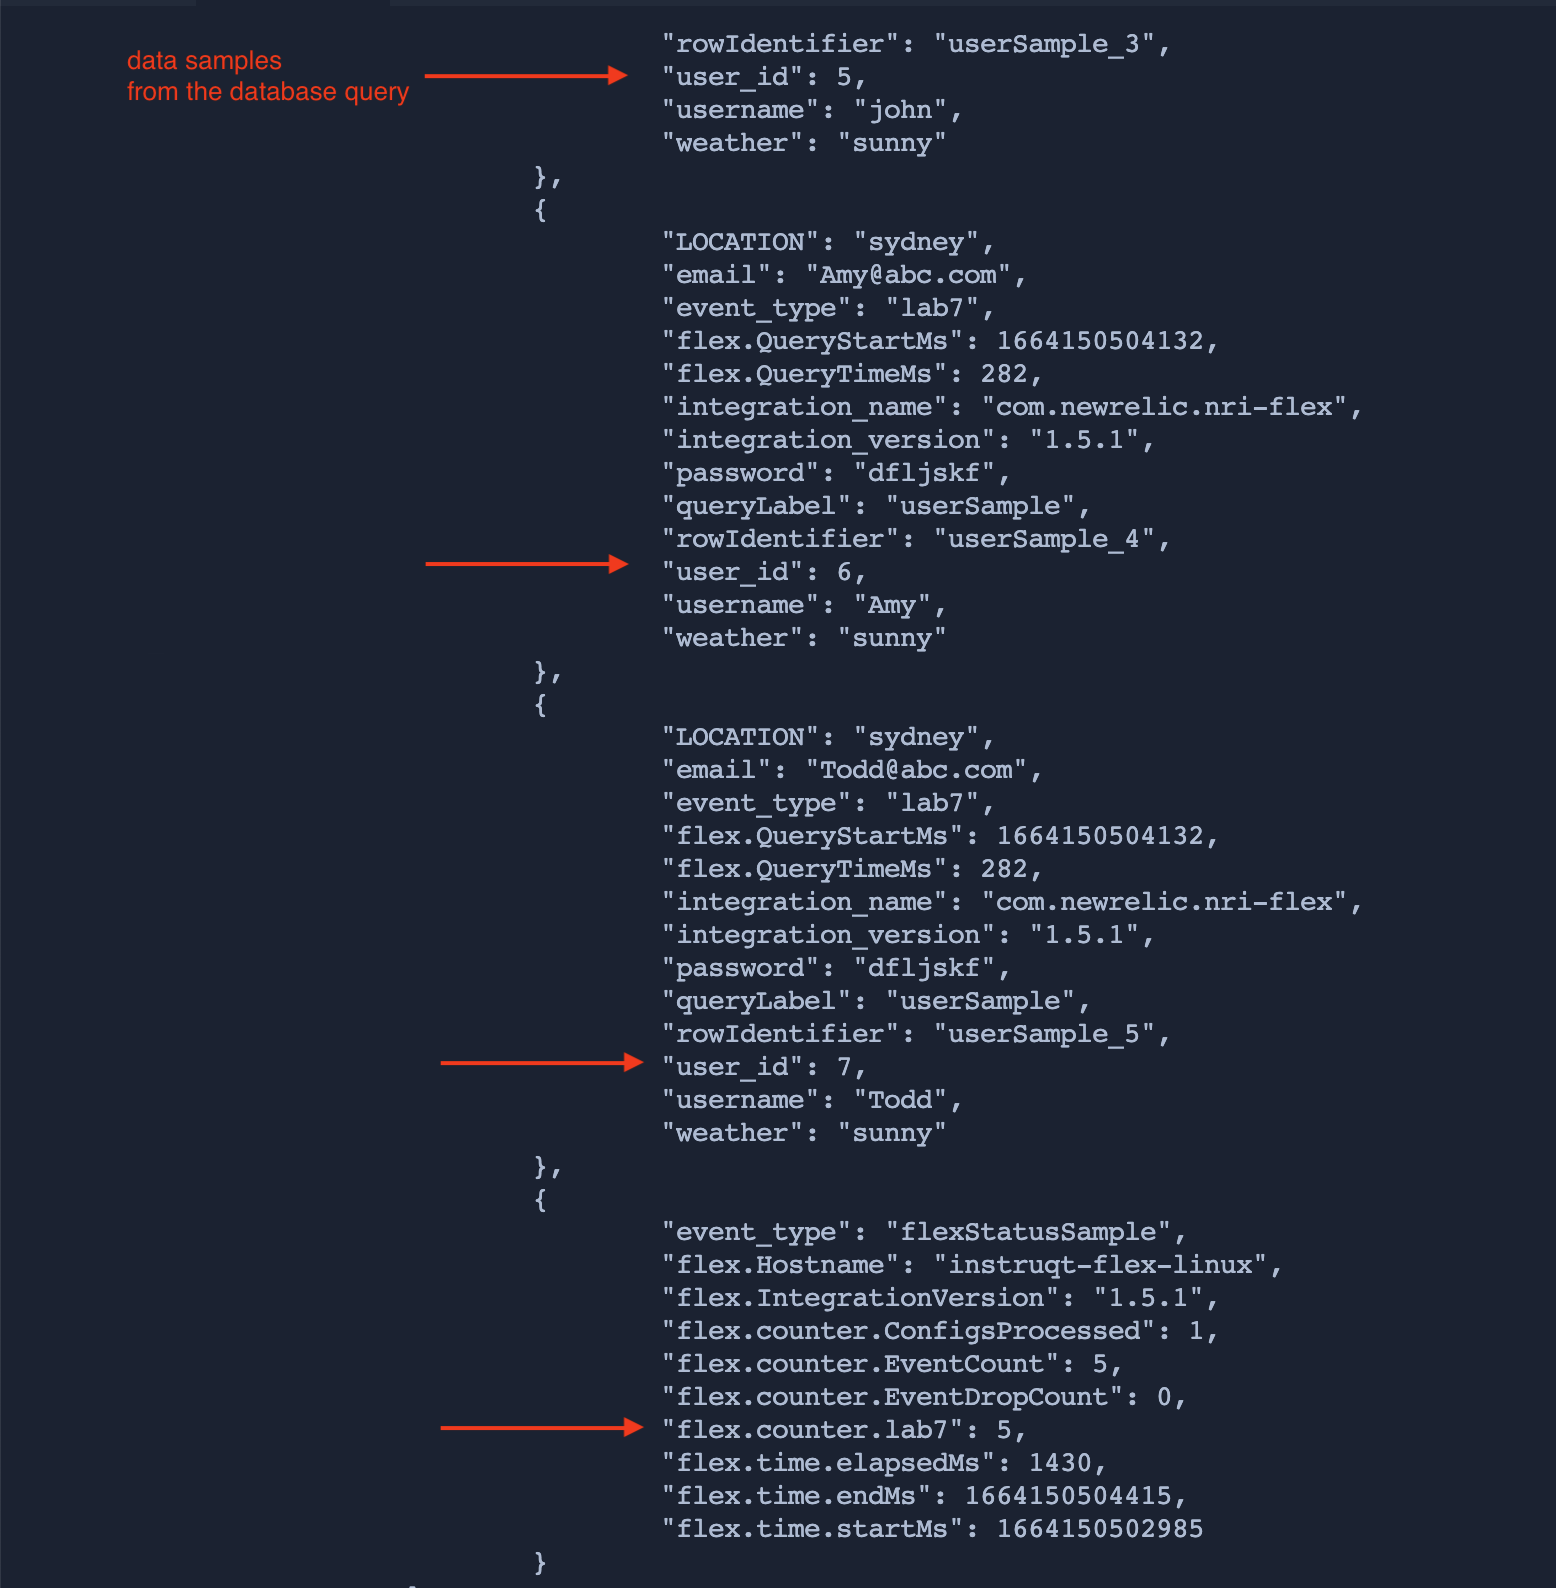 data samples
from the database query
"rowIdentifier": "userSample_3",
"user_id": 5,
"username": "john",
"weather": "sunny"
},
{
"LOCATION": "sydney",
"email": "Amy@abc.com",
"event_type": "lab7",
"flex.QueryStartMs": 1664150504132,
"flex.QueryTimeMs": 282,
"integration_name": "com.newrelic.nri-flex",
"integration_version": "1.5.1",
"password": "dfljskf",
"queryLabel": "userSample",
"rowIdentifier": "userSample_4",
"user_id": 6,
"username": "Amy",
"weather": "sunny"
},
{
"LOCATION": "sydney",
"email": "Todd@abc.com",
"event_type": "lab7",
"flex.QueryStartMs": 1664150504132,
"flex.QueryTimeMs": 282,
"integration_name": "com.newrelic.nri-flex",
"integration_version": "1.5.1",
"password": "dfljskf",
"queryLabel": "userSample",
"rowIdentifier": "userSample_5",
"user_id": 7,
"username": "Todd",
"weather": "sunny"
},
{
"event_type": "flexStatusSample",
"flex.Hostname": "instruqt-flex-linux",
"flex.IntegrationVersion": "1.5.1",
"flex.counter.ConfigsProcessed": 1,
"flex.counter.EventCount": 5,
"flex.counter.EventDropCount": 0,
"flex.counter.lab7": 5,
"flex.time.elapsedMs": 1430,
"flex.time.endMs": 1664150504415,
"flex.time.startMs": 1664150502985
}